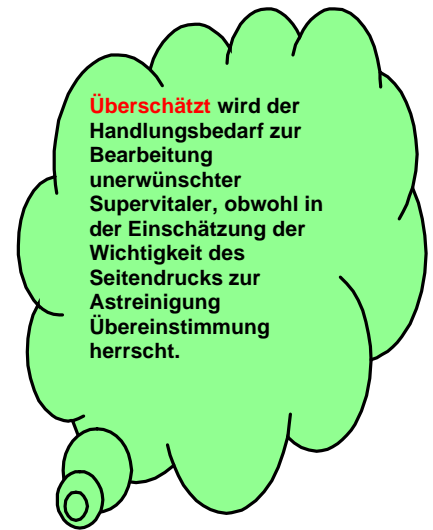 Überschätzt wird der
Handlungsbedarf zur
Bearbeitung
unerwünschter
Supervitaler, obwohl in
der Einschätzung der
Wichtigkeit des
Seitendrucks zur
Astreinigung
Übereinstimmung
herrscht.